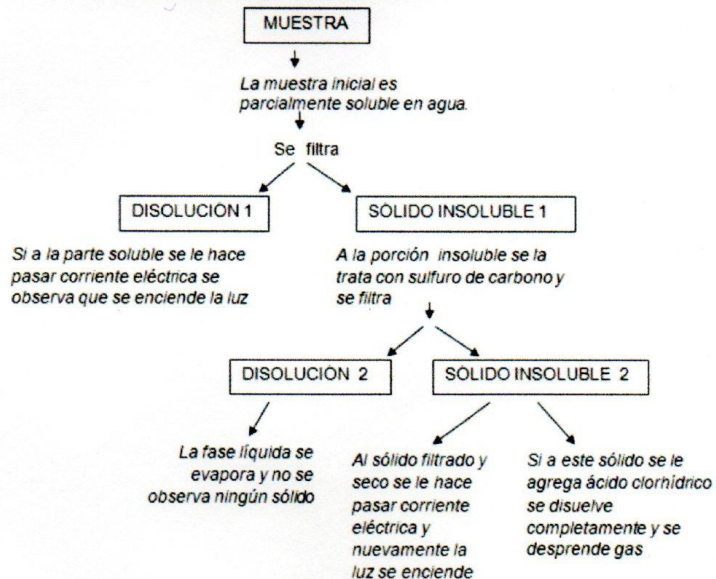 MUESTRA
La muestra inicial es
parcialmente soluble en agua.
Se filtra
DISOLUCIÓN 1
SÓLIDO INSOLUBLE 1
Si a la parte soluble se le hace
pasar corriente eléctrica se
observa que se enciende la luz
A la porción insoluble se la
trata con sulfuro de carbono y
se filtra
DISOLUCIÓN 2
SÓLIDO INSOLUBLE 2
La fase líquida se
evapora y no se
observa ningún sólido
Al sólido filtrado y
seco se le hace
pasar corriente
eléctrica y
nuevamente la
luz se enciende
Si a este sólido se le
agrega ácido clorhídrico
se disuelve
completamente y se
desprende gas